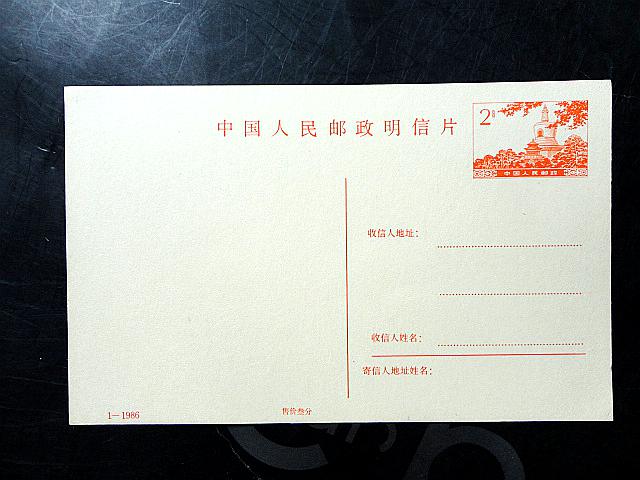 中国人民邮政明信片
2分
中国人民邮政
收信人地址：
收信人姓名：
寄信人地址姓名：
1—1986
售价叁分